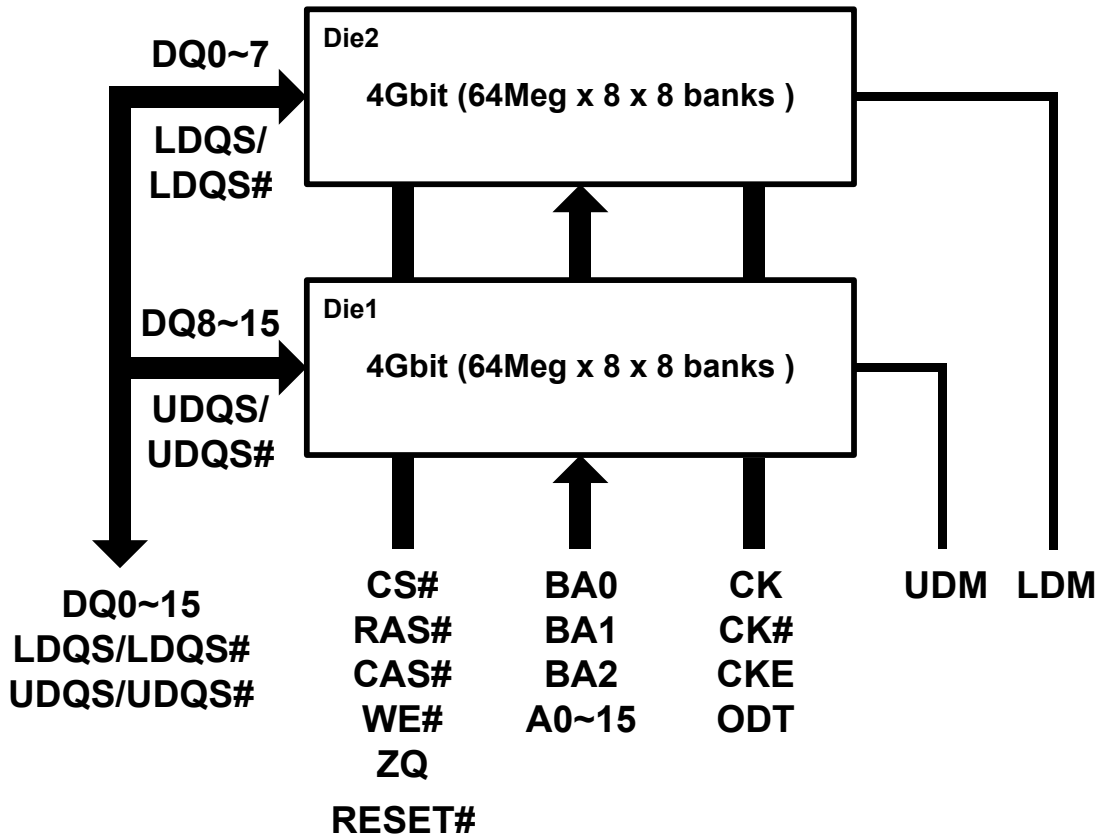 Die2
4Gbit (64Meg x 8 x 8 banks )
DQ0~7
LDQS/
LDQS#
Die1
4Gbit (64Meg x 8 x 8 banks )
DQ8~15
UDQS/
UDQS#
DQ0~15
LDQS/LDQS#
UDQS/UDQS#
CS#
RAS#
CAS#
WE#
ZQ
RESET#
BA0
BA1
BA2
A0~15
CK
CK#
CKE
ODT
UDM
LDM